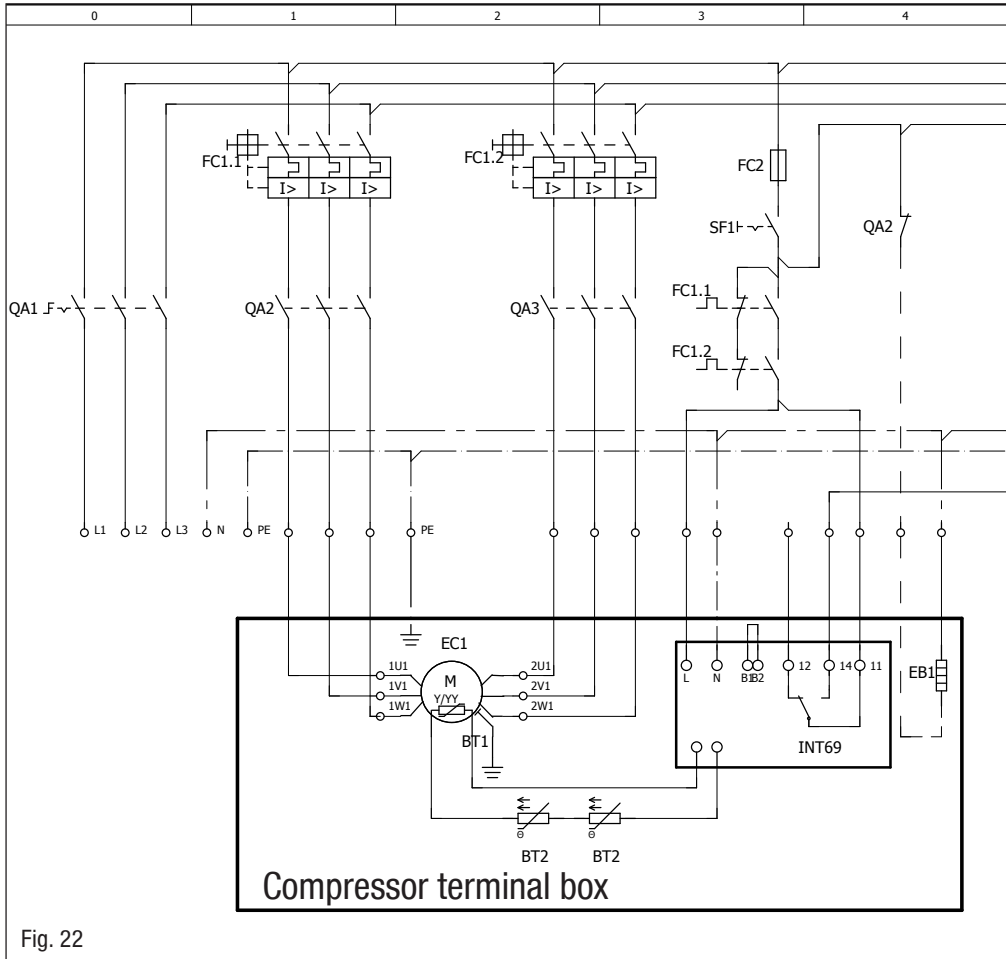 0 1 2 3 4
FC1.1
I> I> I>
FC1.2
I> I> I>
FC2
SF1
QA2
QA1
QA2
QA3
FC1.1
FC1.2
L1 L2 L3 N PE PE
EC1
1U1
1V1
1W1
M
Y/YY
BT1
2U1
2V1
2W1
L N B1 B2 12 14 11
INT69
EB1
Θ Θ
BT2 BT2
Compressor terminal box
Fig. 22